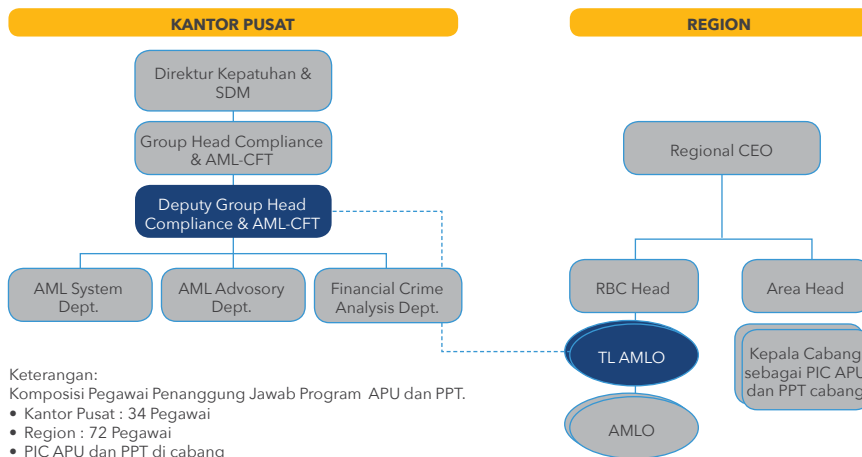 KANTOR PUSAT
Direktur Kepatuhan &
SDM
Group Head Compliance
& AML-CFT
Deputy Group Head
Compliance & AML-CFT
AML System
Dept.
AML Advosory
Dept.
Financial Crime
Analysis Dept.
Keterangan:
Komposisi Pegawai Penanggung Jawab Program APU dan PPT.
• Kantor Pusat : 34 Pegawai
• Region : 72 Pegawai
• PIC APU dan PPT di cabang
REGION
Regional CEO
RBC Head
Area Head
TL AMLO
AMLO
Kepala Cabang
sebagai PIC APU
dan PPT cabang